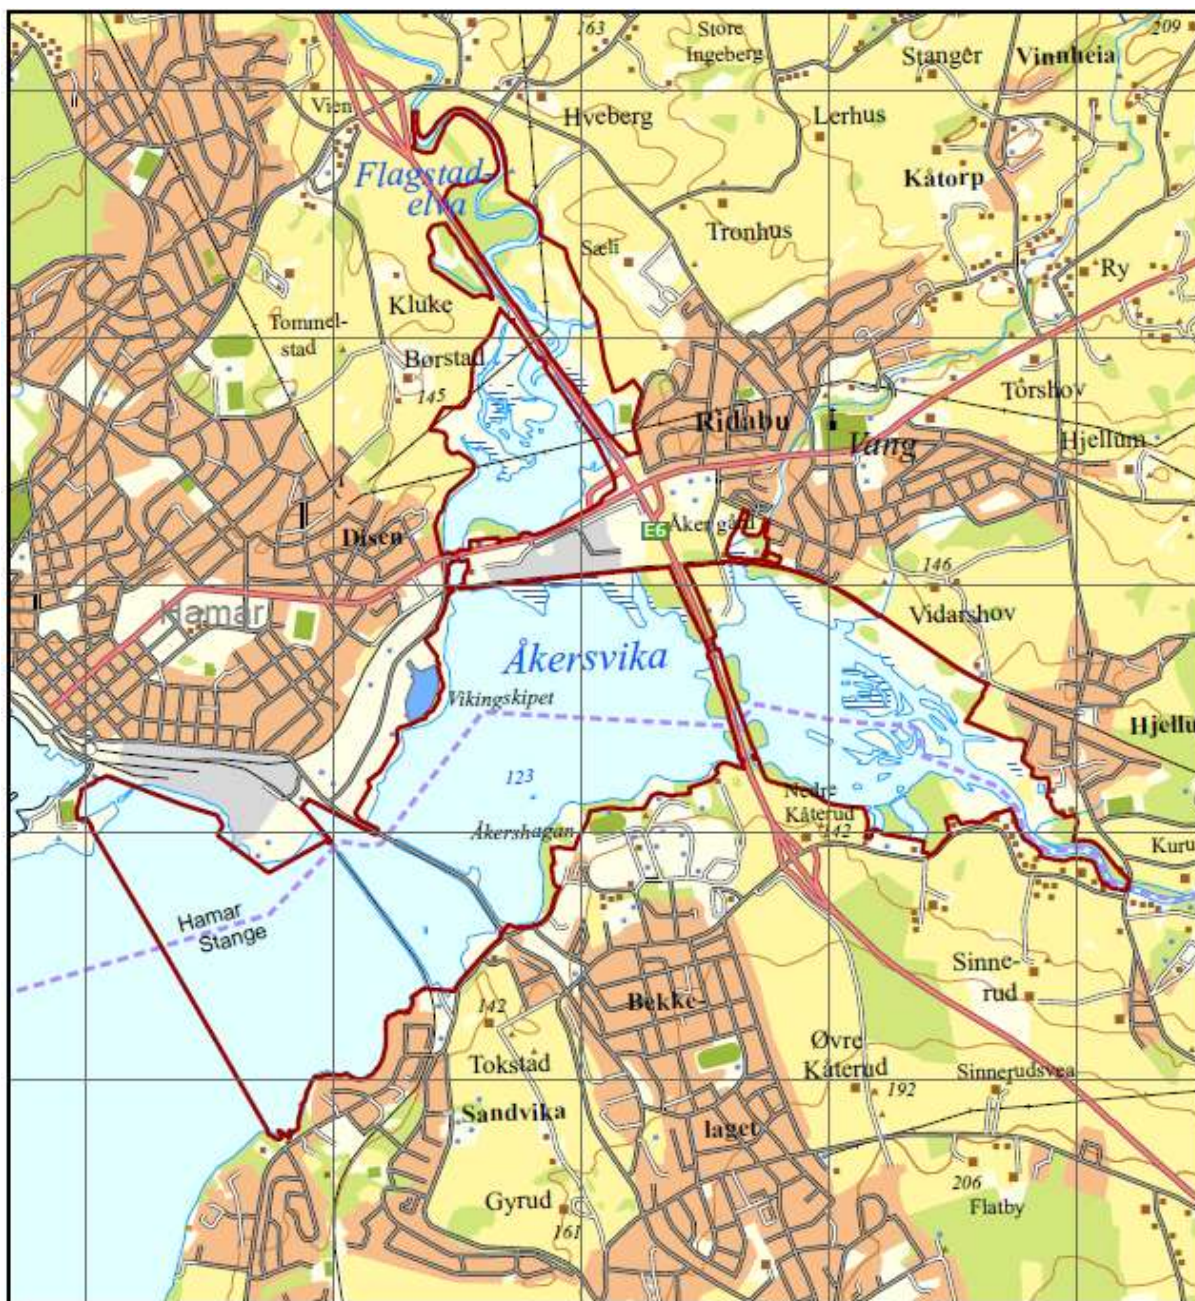 163
Store
Ingeberg
Stanger
Vinnheia
209
Vien
Hveberg
Lerhus
Flagstad-
elva
Kåtorp
Sæli
Tronhus
Ry
Kluke
Tommel-
stad
Børstad
145
Tôrshov
Ridabu
Vang
Hjellum
Disen
E6
Åker gård
146
Hamar
Vidarshov
Åkersvika
Vikingskipet
Hjellu
123
Nedre
Kåterud
142
Åkershagan
Kuru
Hamar
Stange
Sinne-
rud
Bekke-
142
Øvre
Kåterud
Tokstad
Sinnerudsvea
192
Sandvika
laget
206
Flatby
Gyrud
161